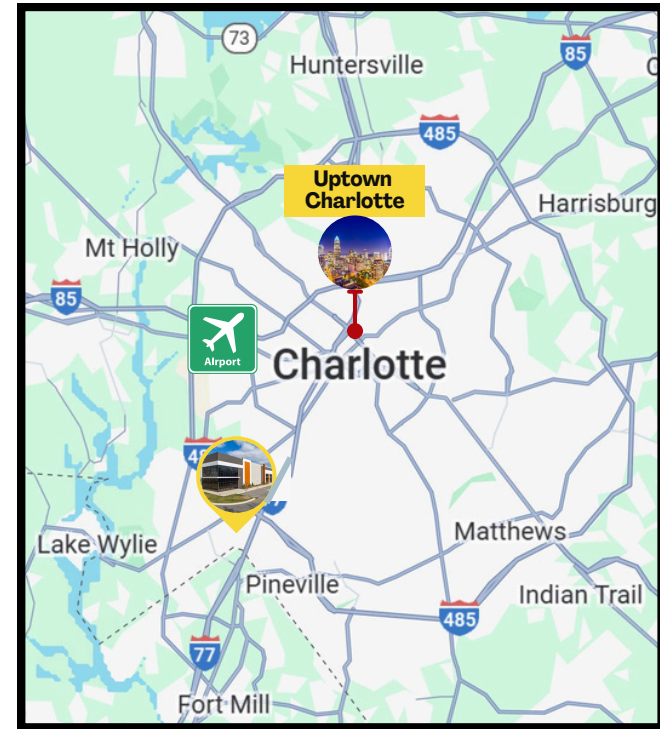 73
Huntersville
85
485
Uptown
Charlotte
Harrisburg
Mt Holly
85
Airport
Charlotte
Matthews
Lake Wylie
Pineville
Indian Trail
485
77
Fort Mill